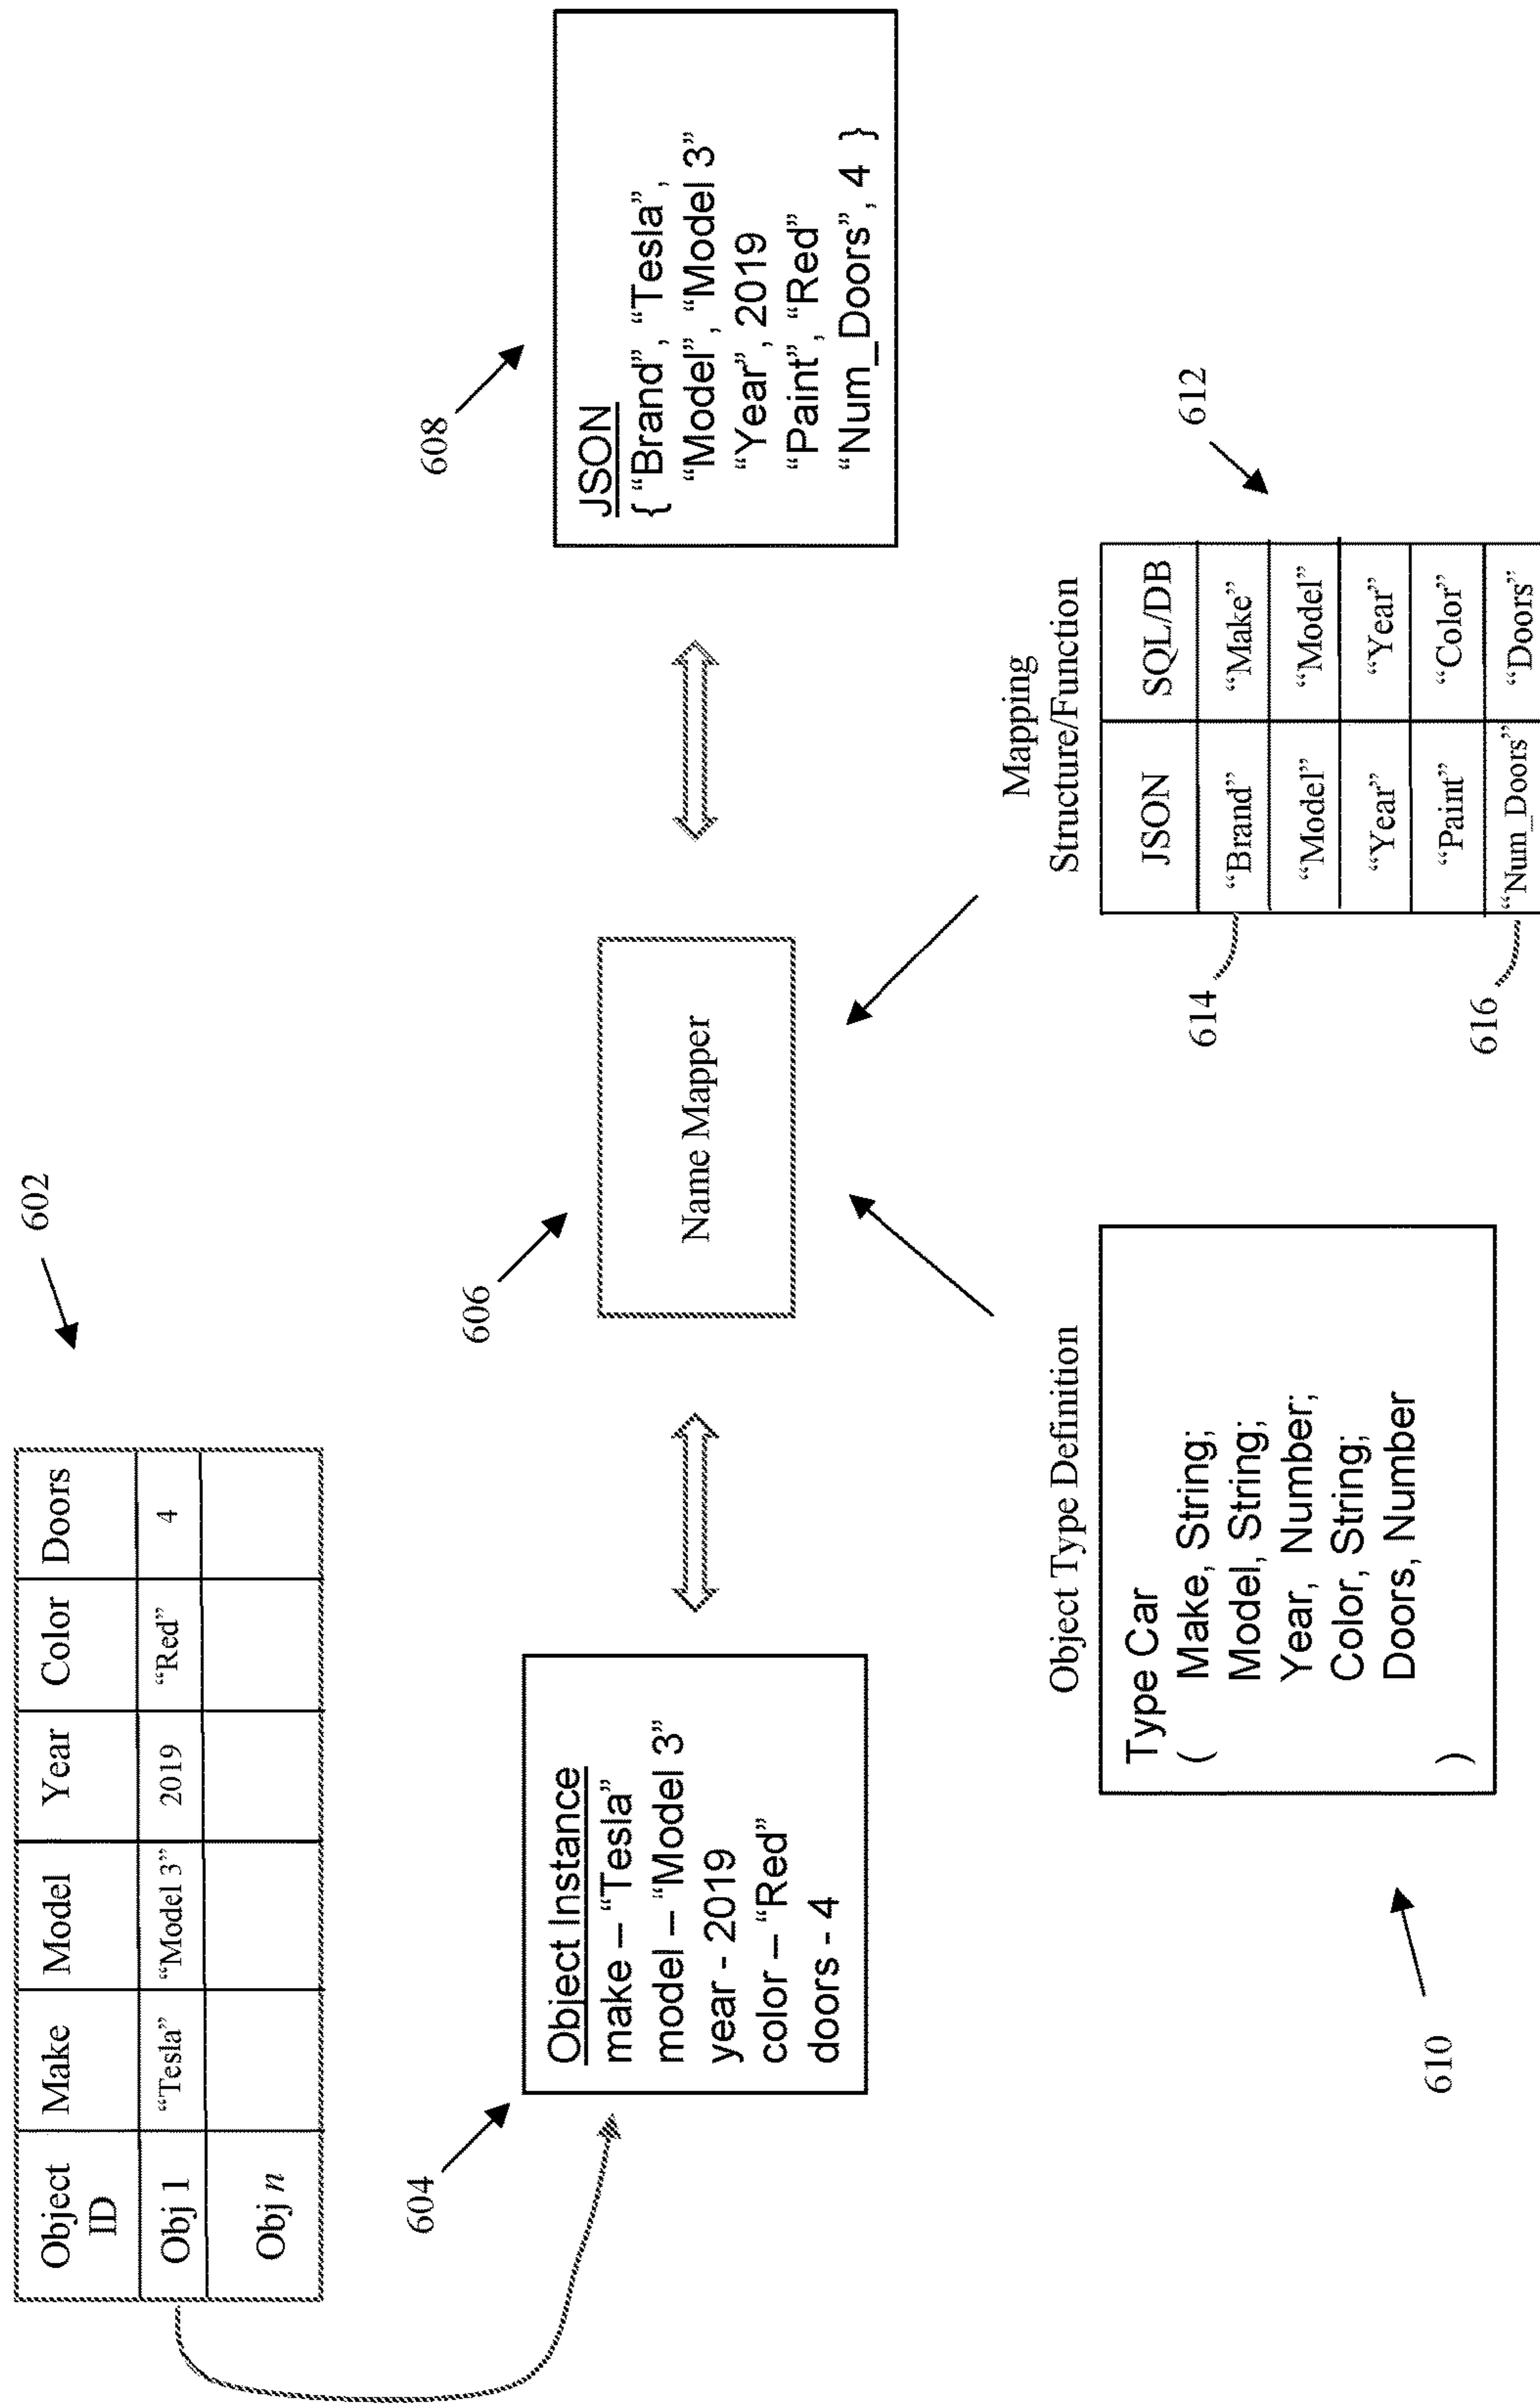 602
Object ID Make Model Year Color Doors
Obj 1 “Tesla” “Model 3” 2019 “Red” 4
Obj n
604
Object Instance
make – “Tesla”
model – “Model 3”
year - 2019
color – “Red”
doors - 4
606
Name Mapper
608
JSON
{ “Brand”, “Tesla”,
“Model”, “Model 3”
“Year”, 2019
“Paint”, “Red”
“Num_Doors”, 4 }
Object Type Definition
Type Car
( Make, String;
Model, String;
Year, Number;
Color, String;
Doors, Number
)
610
Mapping
Structure/Function
612
JSON SQL/DB
614
“Brand” “Make”
“Model” “Model”
“Year” “Year”
“Paint” “Color”
616
“Num_Doors” “Doors”